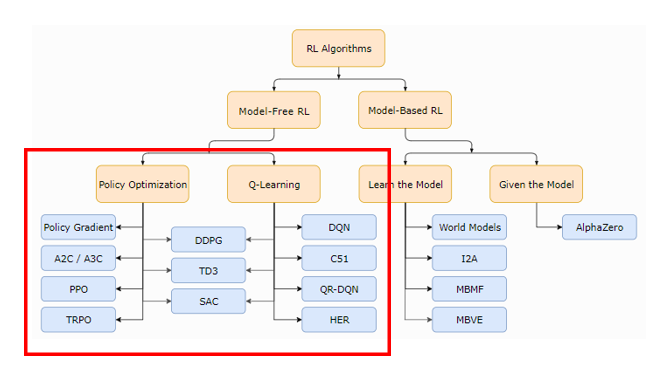 RL Algorithms
Model-Free RL
Model-Based RL
Policy Optimization
Q-Learning
Learn the Model
Given the Model
Policy Gradient
A2C / A3C
PPO
TRPO
DDPG
TD3
SAC
DQN
C51
QR-DQN
HER
World Models
I2A
MBMF
MBVE
AlphaZero